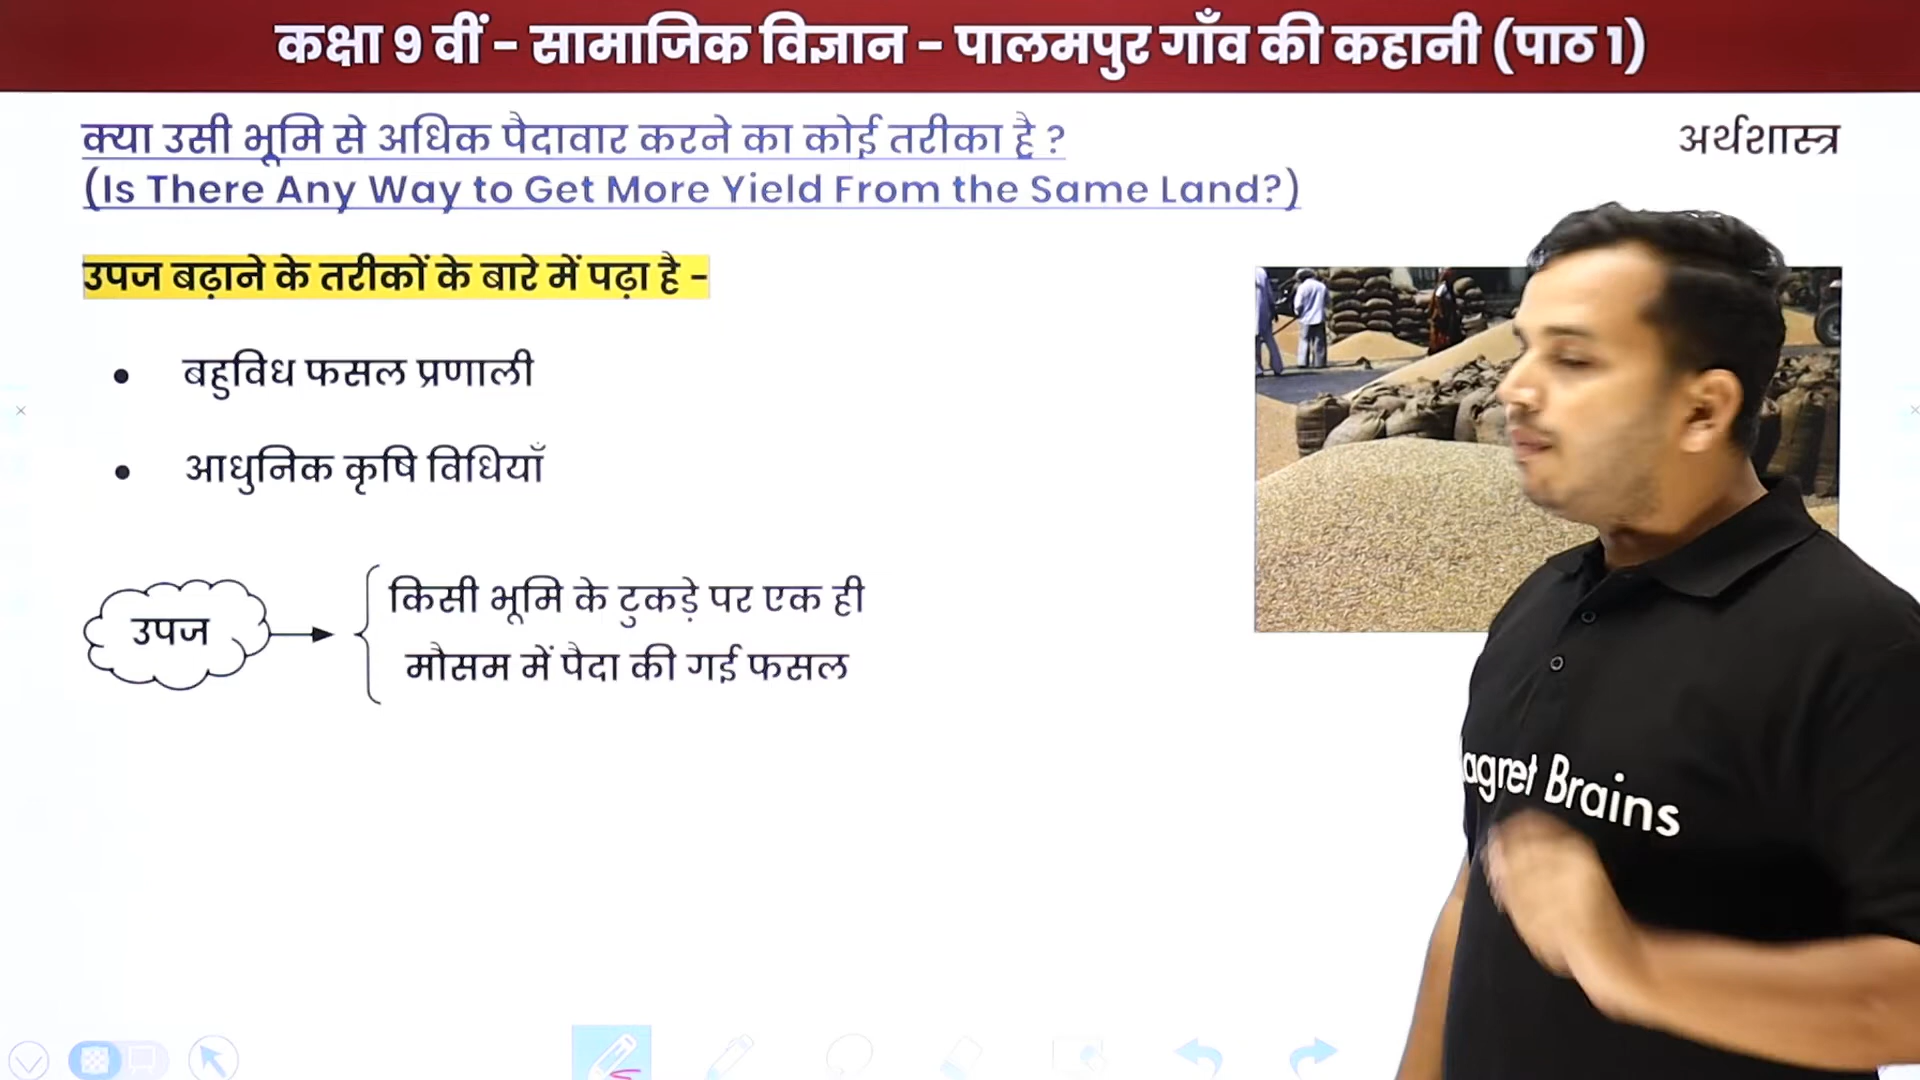 कक्षा 9 वीं – सामाजिक विज्ञान – पालमपुर गाँव की कहानी (पाठ 1)
क्या उसी भूमि से अधिक पैदावार करने का कोई तरीका है ?
अर्थशास्त्र
(Is There Any Way to Get More Yield From the Same Land?)
उपज बढ़ाने के तरीकों के बारे में पढ़ा है –
• बहुविध फसल प्रणाली
• आधुनिक कृषि विधियाँ
उपज
किसी भूमि के टुकड़े पर एक ही
मौसम में पैदा की गई फसल
agret Brains